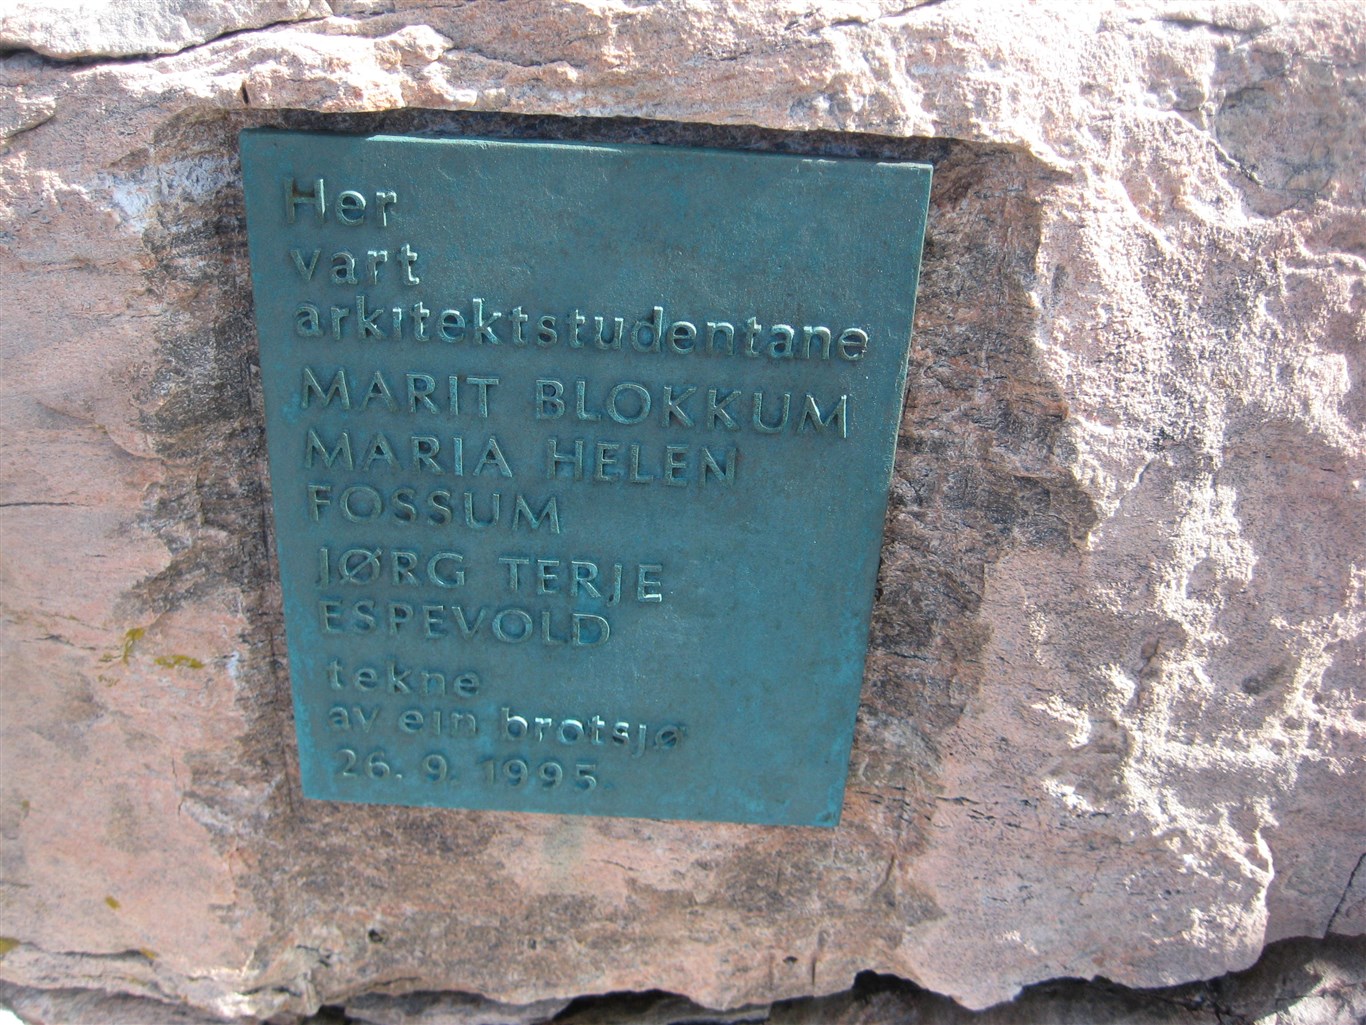 Her
vart
arkitektstudentane
MARIT BLOKKUM
MARIA HELEN
FOSSUM
JØRG TERJE
ESPEVOLD
tekne
av ein brotsjø
26. 9. 1995.